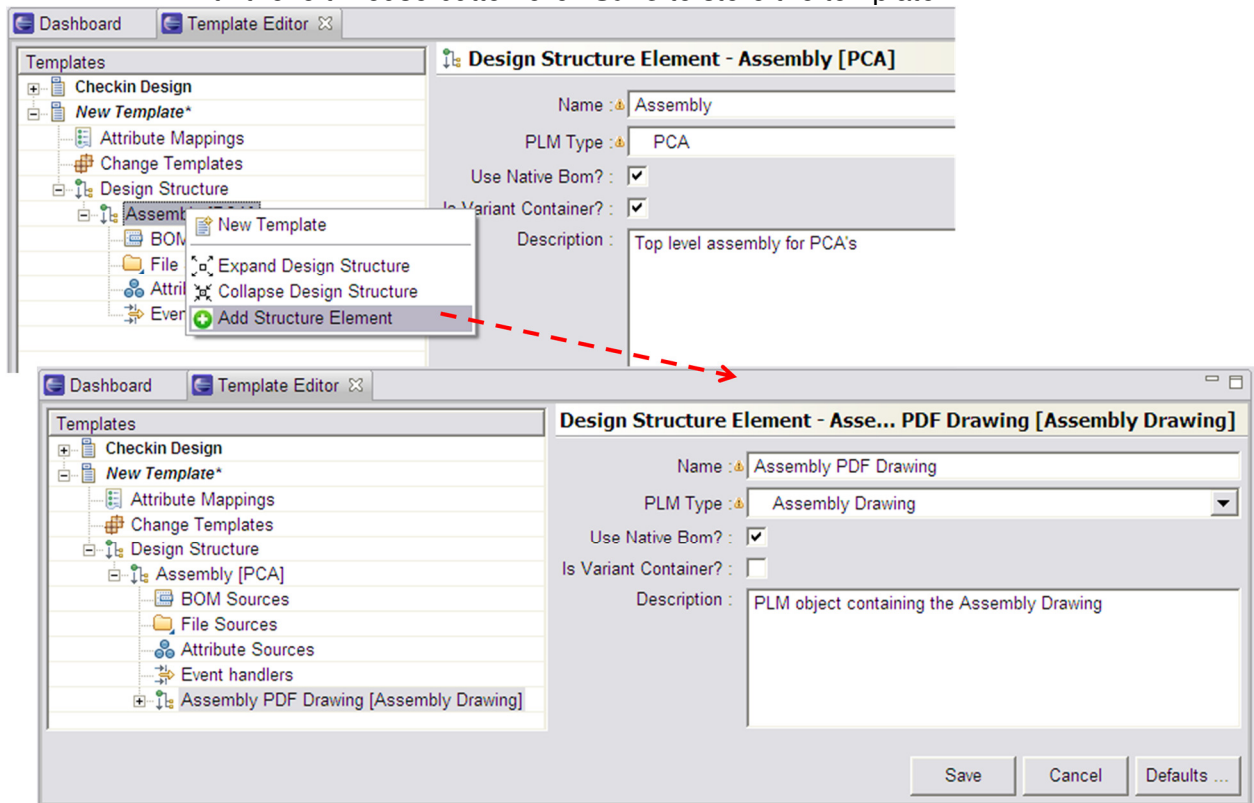 Dashboard Template Editor
Templates
Checkin Design
New Template*
Attribute Mappings
Change Templates
Design Structure
New Template
Expand Design Structure
Collapse Design Structure
Add Structure Element
Design Structure Element - Assembly [PCA]
Name : Assembly
PLM Type : PCA
Use Native Bom? :
Is Variant Container? :
Description : Top level assembly for PCA's
Dashboard Template Editor
Templates
Checkin Design
New Template*
Attribute Mappings
Change Templates
Design Structure
Assembly [PCA]
BOM Sources
File Sources
Attribute Sources
Event handlers
Assembly PDF Drawing [Assembly Drawing]
Design Structure Element - Asse... PDF Drawing [Assembly Drawing]
Name : Assembly PDF Drawing
PLM Type : Assembly Drawing
Use Native Bom? :
Is Variant Container? :
Description : PLM object containing the Assembly Drawing
Save Cancel Defaults ...